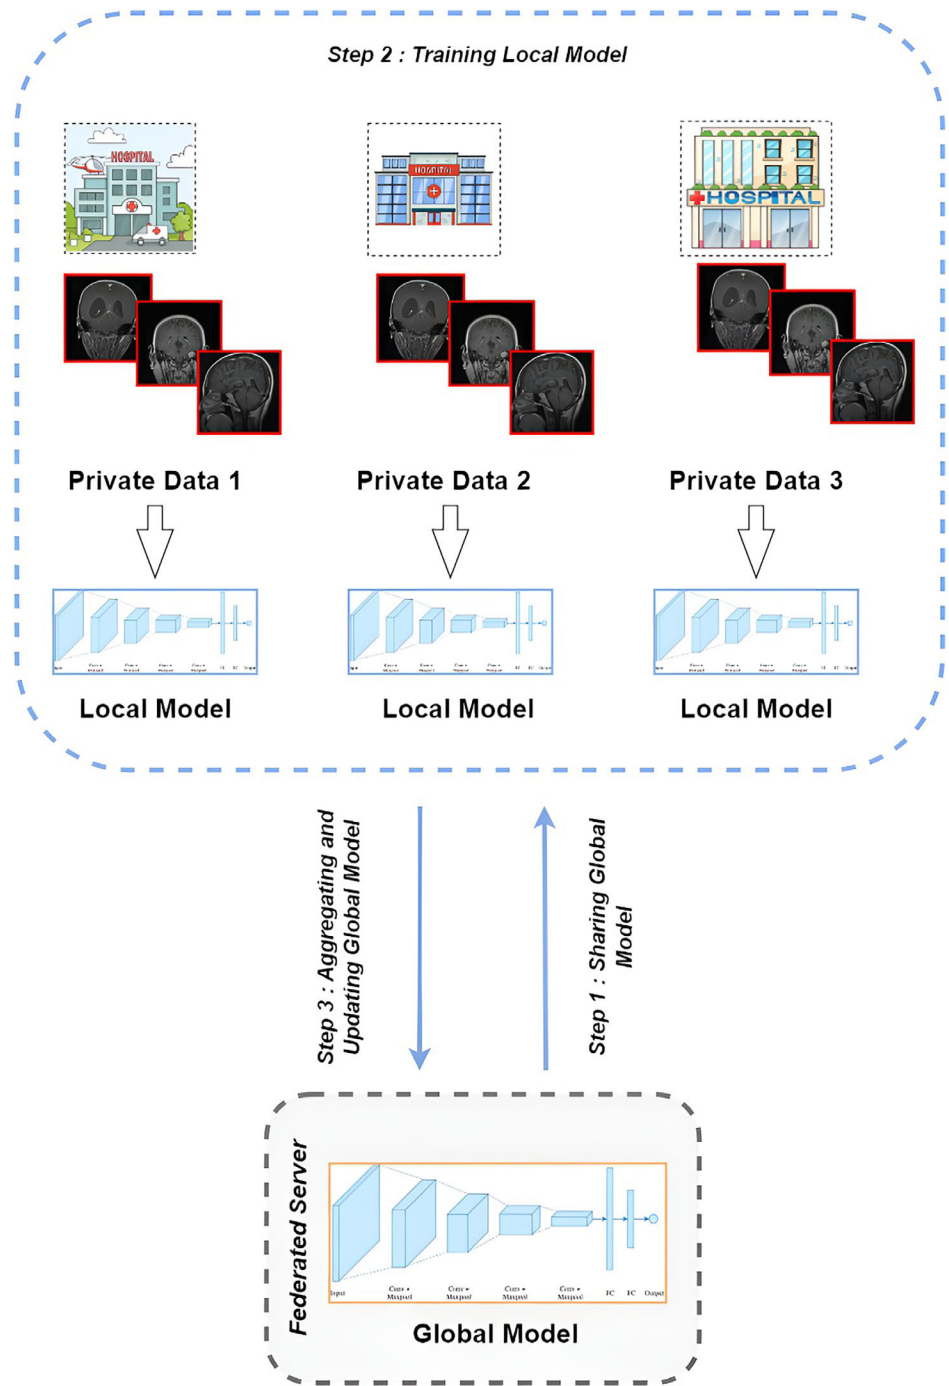 Step 2 : Training Local Model
HOSPITAL
HOSPITAL
HOSPITAL
Private Data 1
Private Data 2
Private Data 3
Local Model
Local Model
Local Model
Step 3 : Aggregating and
Updating Global Model
Step 1 : Sharing Global
Model
Federated Server
Input
Conv +
Maxpool
Conv +
Maxpool
Conv +
Maxpool
Conv +
Maxpool
FC
FC
Output
Global Model